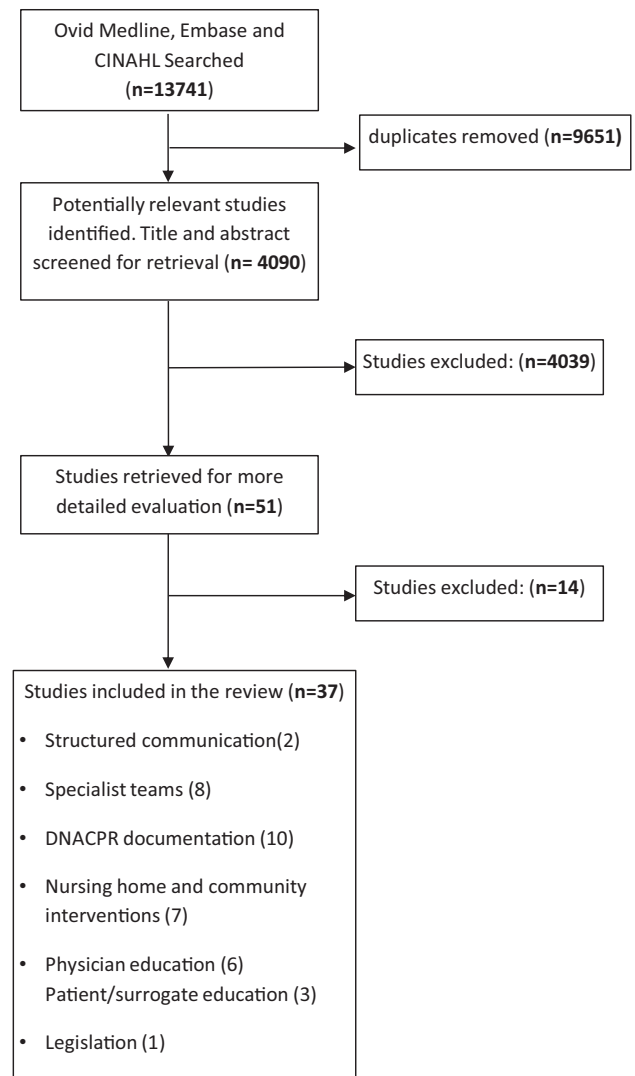 Ovid Medline, Embase and
CINAHL Searched
(n=13741)
duplicates removed (n=9651)
Potentially relevant studies
identified. Title and abstract
screened for retrieval (n= 4090)
Studies excluded: (n=4039)
Studies retrieved for more
detailed evaluation (n=51)
Studies excluded: (n=14)
Studies included in the review (n=37)
• Structured communication(2)
• Specialist teams (8)
• DNACPR documentation (10)
• Nursing home and community
interventions (7)
• Physician education (6)
Patient/surrogate education (3)
• Legislation (1)